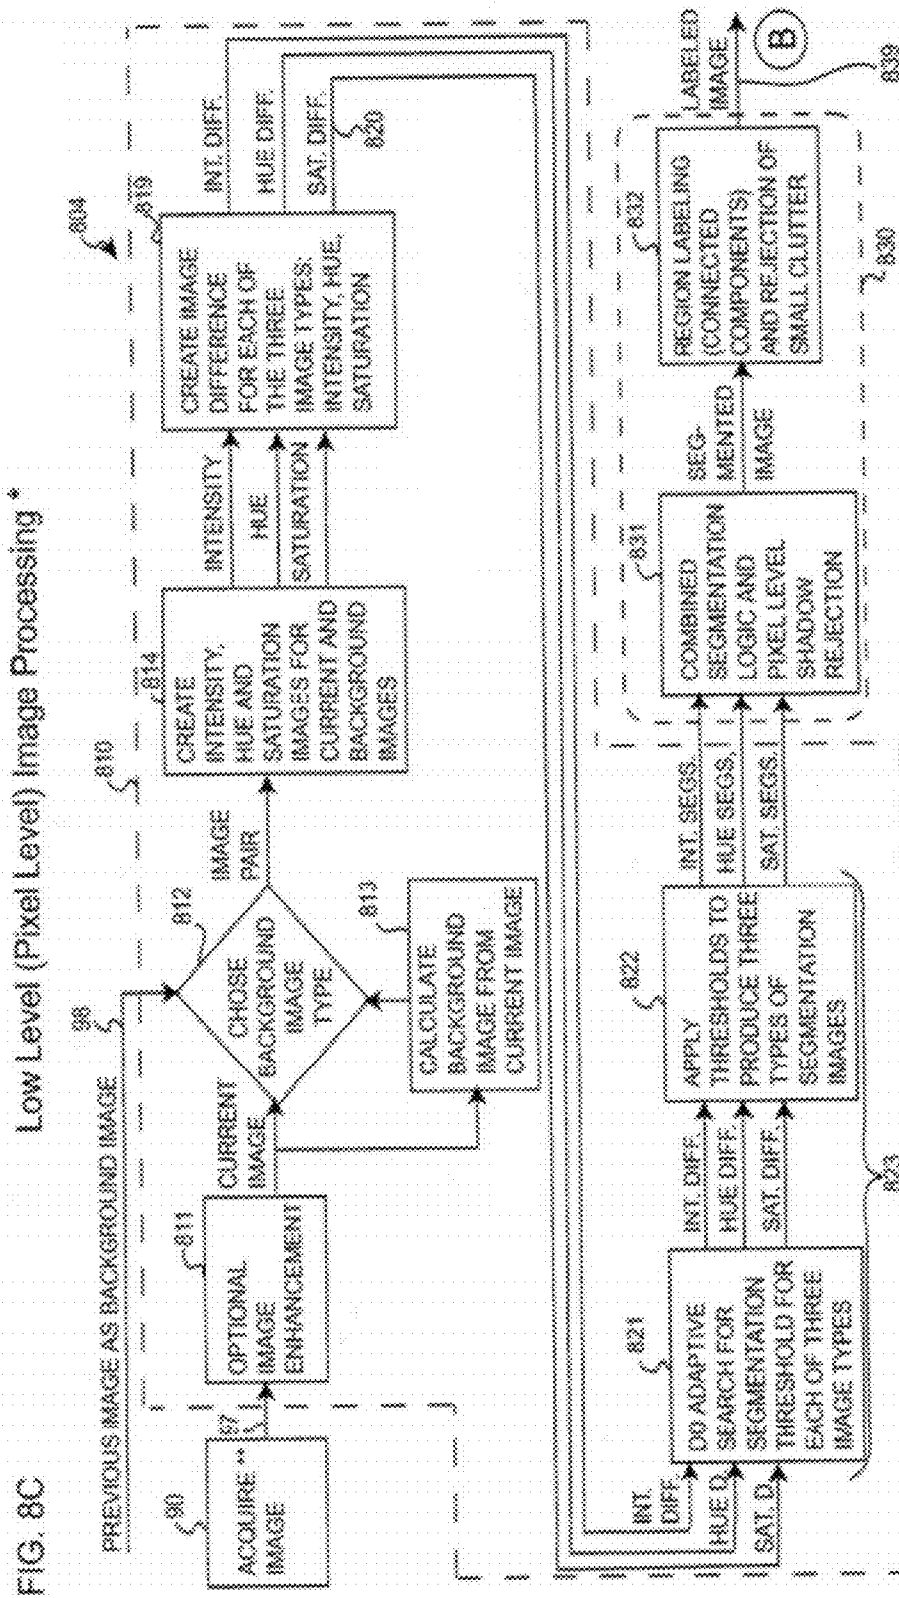 FIG. 8C
Low Level (Pixel Level) Image Processing *
804
PREVIOUS IMAGE AS BACKGROUND IMAGE
98
810
90
ACQUIRE **
IMAGE
97
811
OPTIONAL
IMAGE
ENHANCEMENT
CURRENT
IMAGE
812
CHOSE
BACKGROUND
IMAGE
TYPE
813
CALCULATE
BACKGROUND
IMAGE FROM
CURRENT IMAGE
IMAGE
PAIR
814
CREATE
INTENSITY,
HUE AND
SATURATION
IMAGES FOR
CURRENT AND
BACKGROUND
IMAGES
INTENSITY
HUE
SATURATION
819
CREATE IMAGE
DIFFERENCE
FOR EACH OF
THE THREE
IMAGE TYPES:
INTENSITY, HUE,
SATURATION
INT. DIFF.
HUE DIFF.
SAT. DIFF.
820
INT.
DIFF.
HUE D.
SAT. D.
821
DO ADAPTIVE
SEARCH FOR
SEGMENTATION
THRESHOLD FOR
EACH OF THREE
IMAGE TYPES
INT. DIFF.
HUE DIFF.
SAT. DIFF.
822
APPLY
THRESHOLDS TO
PRODUCE THREE
TYPES OF
SEGMENTATION
IMAGES
823
INT. SEGS.
HUE SEGS.
SAT. SEGS.
831
COMBINED
SEGMENTATION
LOGIC AND
PIXEL LEVEL
SHADOW
REJECTION
SEG-
MENTED
IMAGE
832
REGION LABELING
(CONNECTED
COMPONENTS)
AND REJECTION OF
SMALL CLUTTER
830
LABELED
IMAGE
B
839